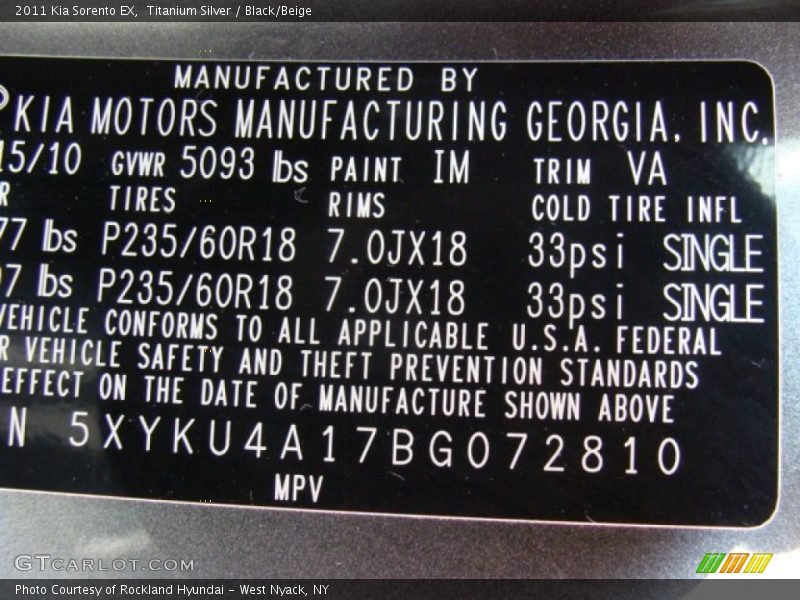 2011 Kia Sorento EX, Titanium Silver / Black/Beige
MANUFACTURED BY
KIA MOTORS MANUFACTURING GEORGIA, INC.
15/10 GVWR 5093 lbs PAINT IM TRIM VA
R TIRES RIMS COLD TIRE INFL
77 lbs P235/60R18 7.0JX18 33psi SINGLE
97 lbs P235/60R18 7.0JX18 33psi SINGLE
VEHICLE CONFORMS TO ALL APPLICABLE U.S.A. FEDERAL
R VEHICLE SAFETY AND THEFT PREVENTION STANDARDS
EFFECT ON THE DATE OF MANUFACTURE SHOWN ABOVE
N 5XYKU4A17BG072810
MPV
GTCARLOT.COM
Photo Courtesy of Rockland Hyundai - West Nyack, NY